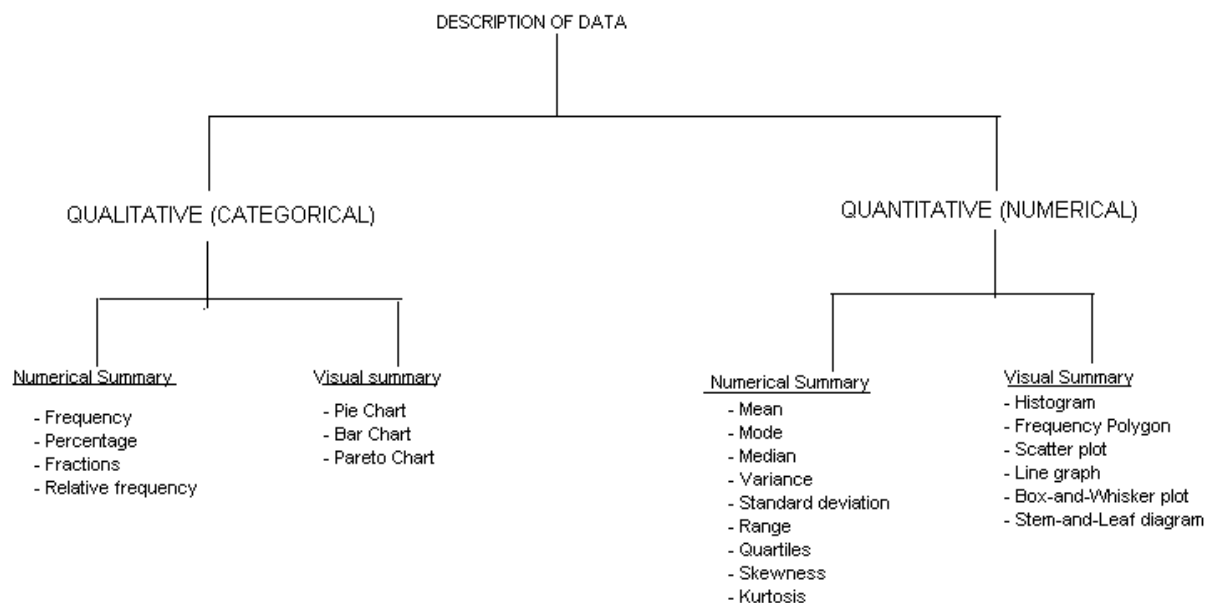 DESCRIPTION OF DATA
QUALITATIVE (CATEGORICAL)
QUANTITATIVE (NUMERICAL)
Numerical Summary
- Frequency
- Percentage
- Fractions
- Relative frequency
Visual summary
- Pie Chart
- Bar Chart
- Pareto Chart
Numerical Summary
- Mean
- Mode
- Median
- Variance
- Standard deviation
- Range
- Quartiles
- Skewness
- Kurtosis
Visual Summary
- Histogram
- Frequency Polygon
- Scatter plot
- Line graph
- Box-and-Whisker plot
- Stem-and-Leaf diagram